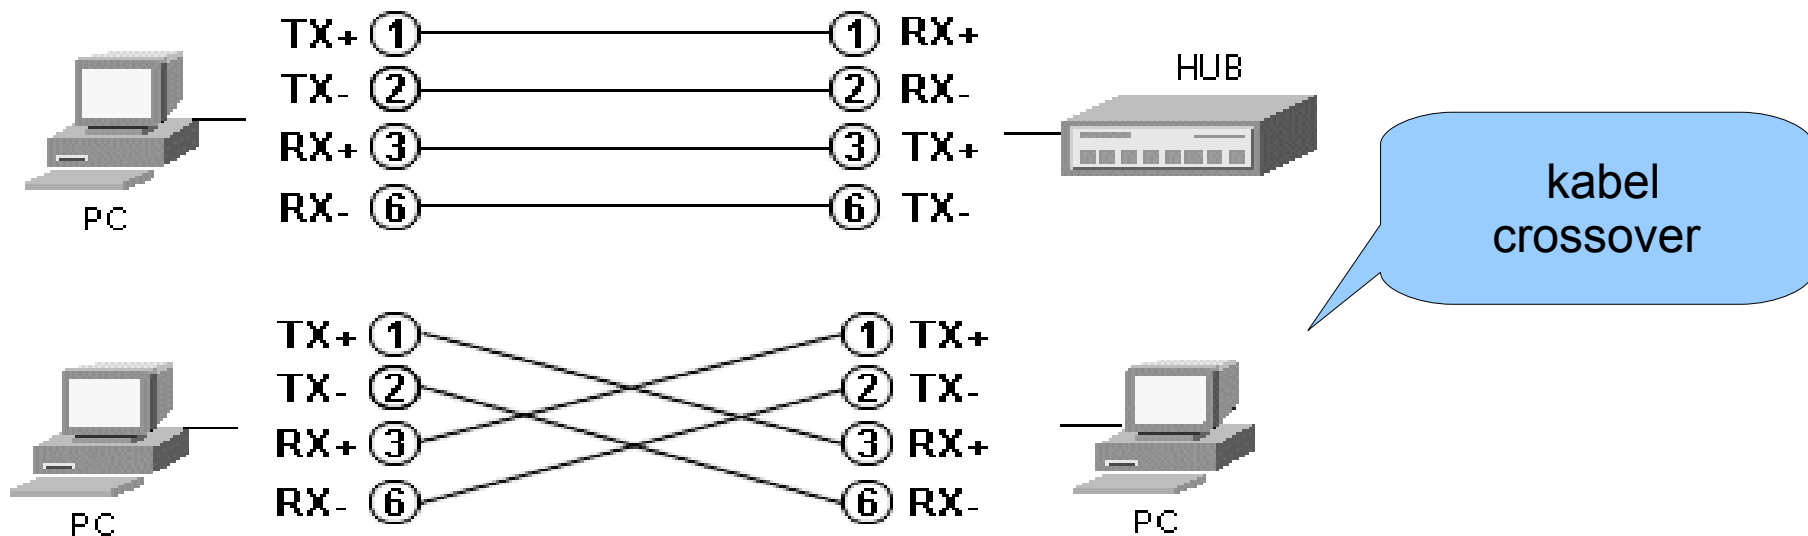 TX+ 1 1 RX+
TX- 2 2 RX-
RX+ 3 3 TX+
RX- 6 6 TX-
PC
HUB
kabel
crossover
TX+ 1 1 TX+
TX- 2 2 TX-
RX+ 3 3 RX+
RX- 6 6 RX-
PC
PC